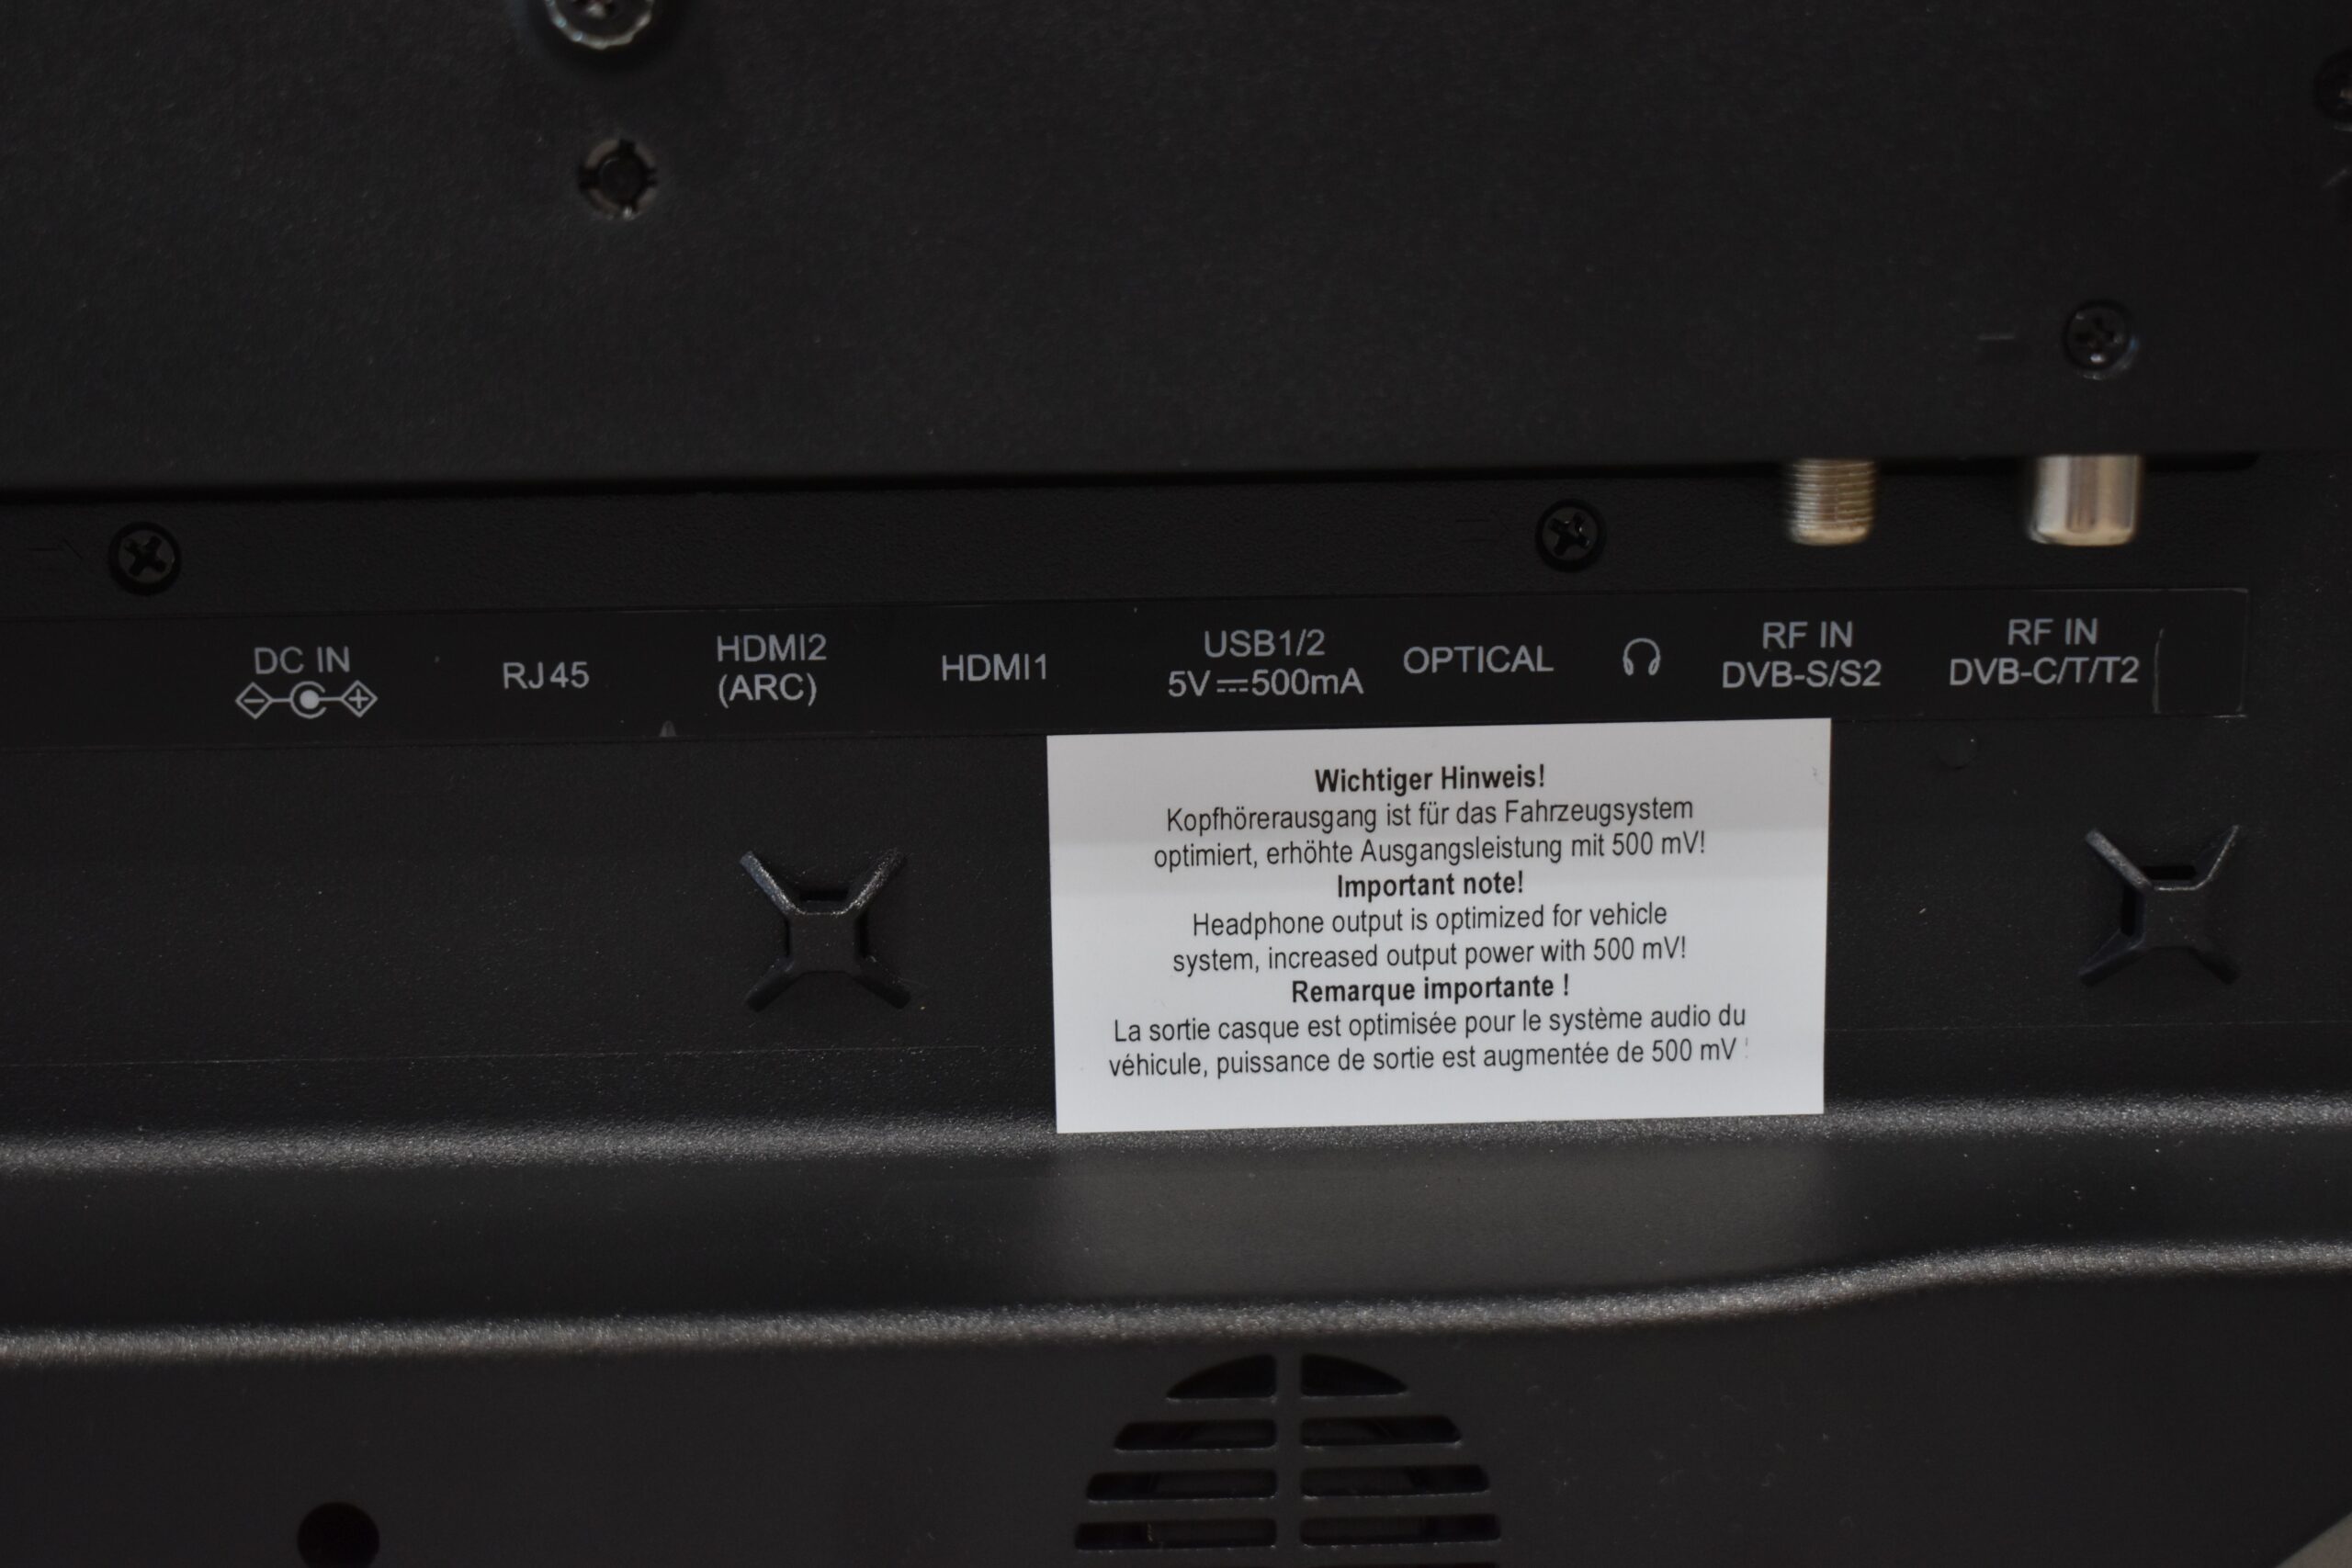 DC IN
RJ45
HDMI2
(ARC)
HDMI1
USB1/2
5V⎓500mA
OPTICAL
RF IN
DVB-S/S2
RF IN
DVB-C/T/T2
Wichtiger Hinweis!
Kopfhörerausgang ist für das Fahrzeugsystem
optimiert, erhöhte Ausgangsleistung mit 500 mV!
Important note!
Headphone output is optimized for vehicle
system, increased output power with 500 mV!
Remarque importante !
La sortie casque est optimisée pour le système audio du
véhicule, puissance de sortie est augmentée de 500 mV !